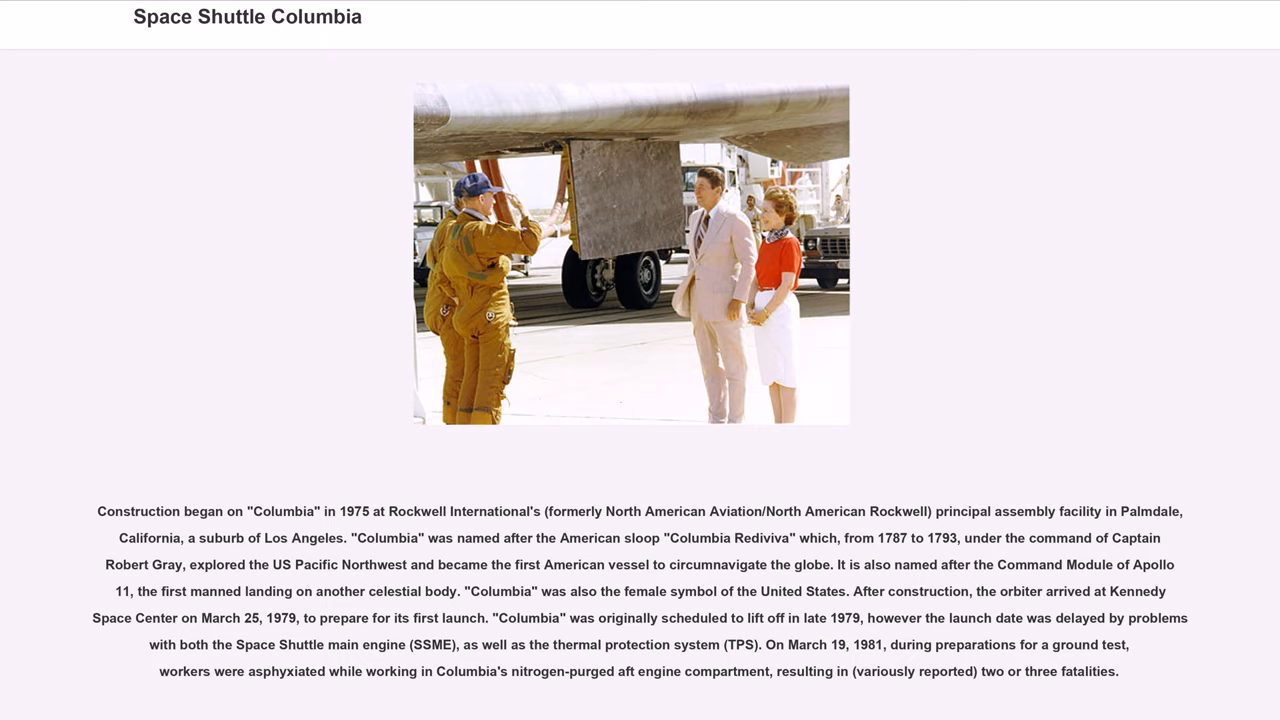 Space Shuttle Columbia
Construction began on "Columbia" in 1975 at Rockwell International's (formerly North American Aviation/North American Rockwell) principal assembly facility in Palmdale,
California, a suburb of Los Angeles. "Columbia" was named after the American sloop "Columbia Rediviva" which, from 1787 to 1793, under the command of Captain
Robert Gray, explored the US Pacific Northwest and became the first American vessel to circumnavigate the globe. It is also named after the Command Module of Apollo
11, the first manned landing on another celestial body. "Columbia" was also the female symbol of the United States. After construction, the orbiter arrived at Kennedy
Space Center on March 25, 1979, to prepare for its first launch. "Columbia" was originally scheduled to lift off in late 1979, however the launch date was delayed by problems
with both the Space Shuttle main engine (SSME), as well as the thermal protection system (TPS). On March 19, 1981, during preparations for a ground test,
workers were asphyxiated while working in Columbia's nitrogen-purged aft engine compartment, resulting in (variously reported) two or three fatalities.